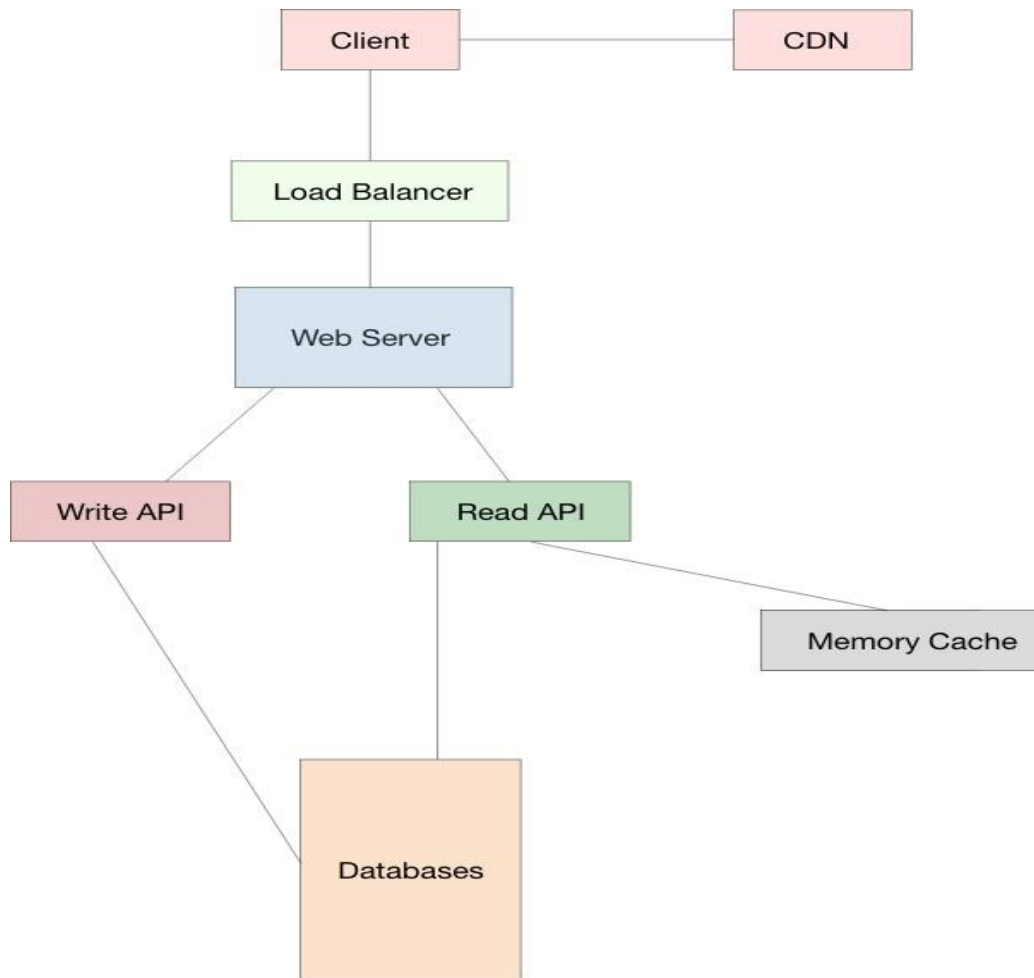 Client
CDN
Load Balancer
Web Server
Write API
Read API
Memory Cache
Databases